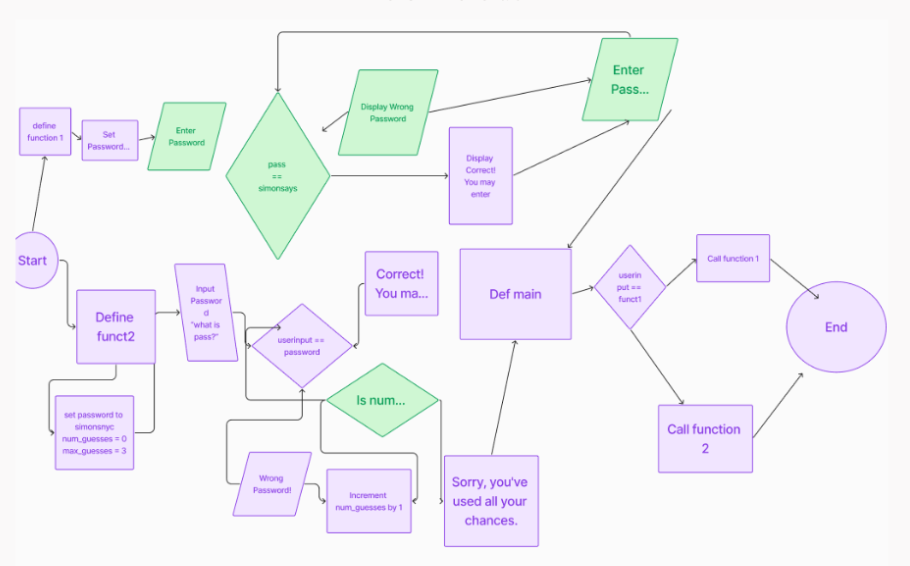 define
function 1
Set
Password...
Enter
Password
pass
==
simonsays
Display Wrong
Password
Enter
Pass...
Display
Correct!
You may
enter
Start
Define
funct2
Input
Passwor
d
"what is
pass?"
userInput ==
password
Correct!
You ma...
set password to
simonsnyc
num_guesses = 0
max_guesses = 3
Is num...
Wrong
Password!
Increment
num_guesses by 1
Sorry, you've
used all your
chances.
Def main
userin
put ==
funct1
Call function 1
Call function
2
End